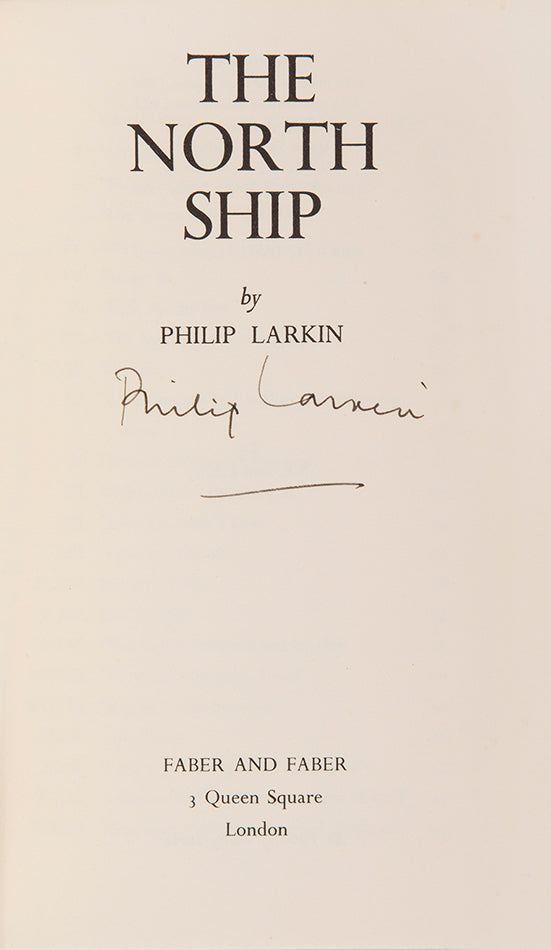 THE
NORTH
SHIP
by
PHILIP LARKIN
Philip Larkin
FABER AND FABER
3 Queen Square
London